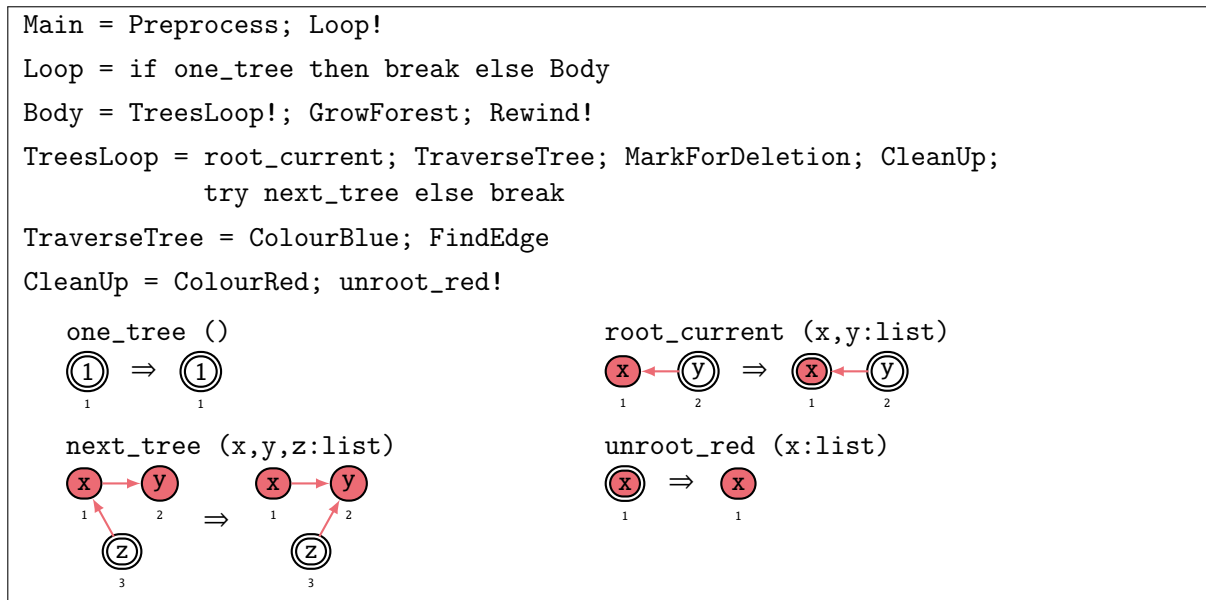 Main = Preprocess; Loop!
Loop = if one_tree then break else Body
Body = TreesLoop!; GrowForest; Rewind!
TreesLoop = root_current; TraverseTree; MarkForDeletion; CleanUp;
try next_tree else break
TraverseTree = ColourBlue; FindEdge
CleanUp = ColourRed; unroot_red!
one_tree ()
1 ⇒ 1
1 1
root_current (x,y:list)
x y ⇒ x y
1 2 1 2
next_tree (x,y,z:list)
x y x y
1 2 ⇒ 1 2
z z
3 3
unroot_red (x:list)
x ⇒ x
1 1